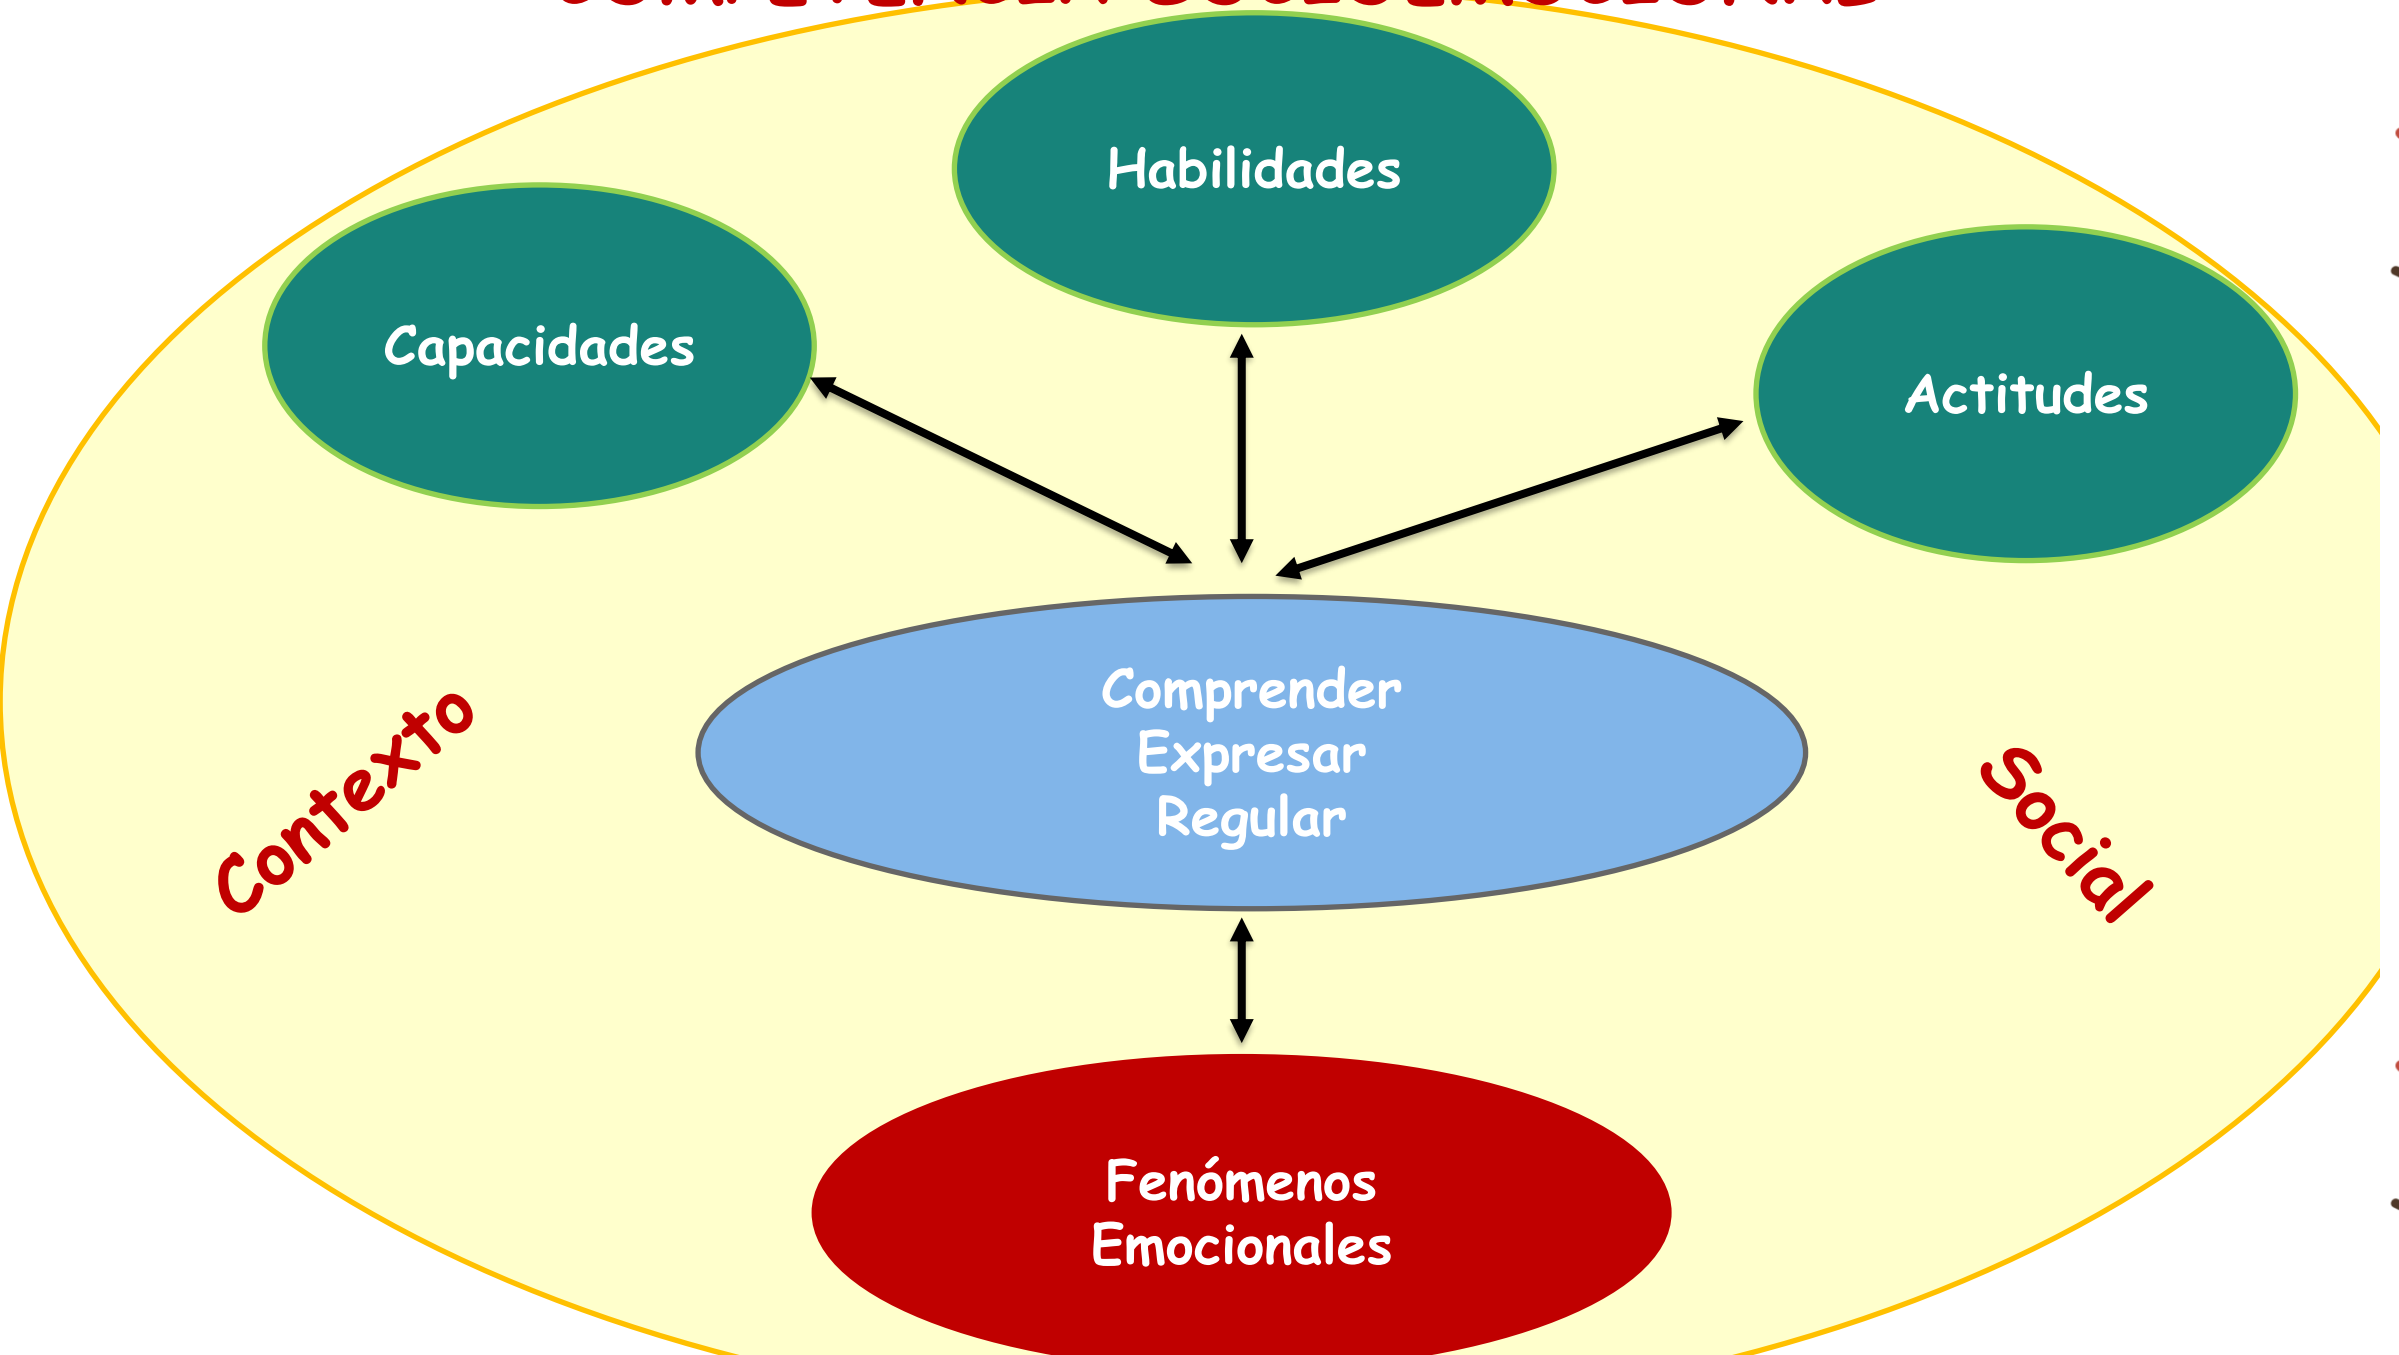 Habilidades
Capacidades
Actitudes
Comprender
Expresar
Regular
Contexto
Social
Fenómenos
Emocionales